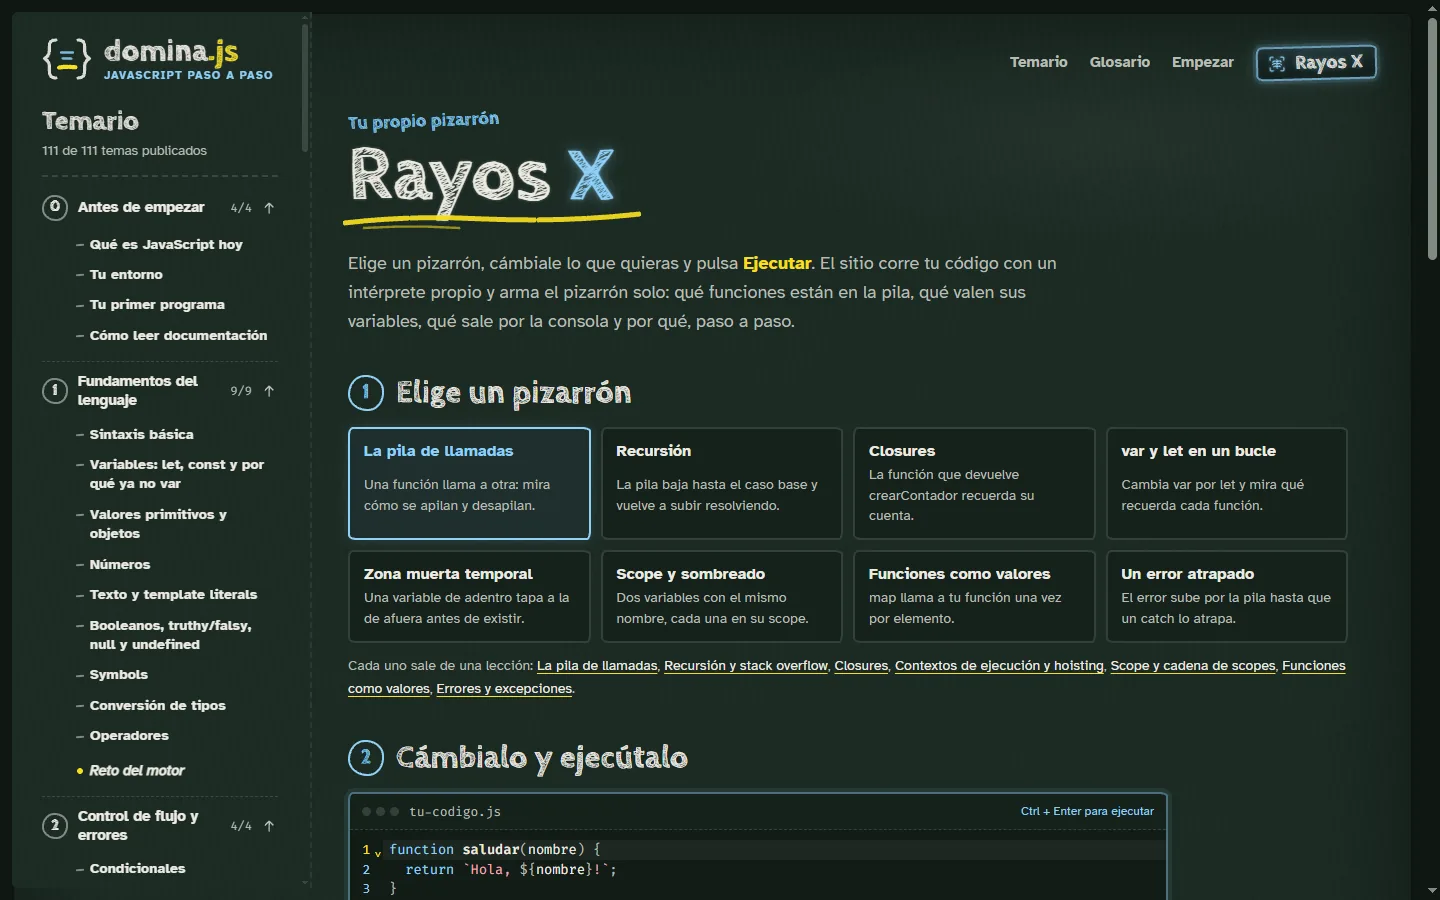 domina.js
JAVASCRIPT PASO A PASO
Temario
111 de 111 temas publicados
0 Antes de empezar 4/4 ↑
– Qué es JavaScript hoy
– Tu entorno
– Tu primer programa
– Cómo leer documentación
1 Fundamentos del
lenguaje 9/9 ↑
– Sintaxis básica
– Variables: let, const y por
qué ya no var
– Valores primitivos y
objetos
– Números
– Texto y template literals
– Booleanos, truthy/falsy,
null y undefined
– Symbols
– Conversión de tipos
– Operadores
Reto del motor
2 Control de flujo y
errores 4/4 ↑
– Condicionales
Temario Glosario Empezar Rayos X
Tu propio pizarrón
Rayos X
Elige un pizarrón, cámbiale lo que quieras y pulsa Ejecutar. El sitio corre tu código con un
intérprete propio y arma el pizarrón solo: qué funciones están en la pila, qué valen sus
variables, qué sale por la consola y por qué, paso a paso.
1 Elige un pizarrón
La pila de llamadas
Una función llama a otra: mira
cómo se apilan y desapilan.
Recursión
La pila baja hasta el caso base y
vuelve a subir resolviendo.
Closures
La función que devuelve
crearContador recuerda su
cuenta.
var y let en un bucle
Cambia var por let y mira qué
recuerda cada función.
Zona muerta temporal
Una variable de adentro tapa a la
de afuera antes de existir.
Scope y sombreado
Dos variables con el mismo
nombre, cada una en su scope.
Funciones como valores
map llama a tu función una vez
por elemento.
Un error atrapado
El error sube por la pila hasta que
un catch lo atrapa.
Cada uno sale de una lección: La pila de llamadas, Recursión y stack overflow, Closures, Contextos de ejecución y hoisting, Scope y cadena de scopes, Funciones
como valores, Errores y excepciones.
2 Cámbialo y ejecútalo
tu-codigo.js Ctrl + Enter para ejecutar
1 function saludar(nombre) {
2 return `Hola, ${nombre}!`;
3 }